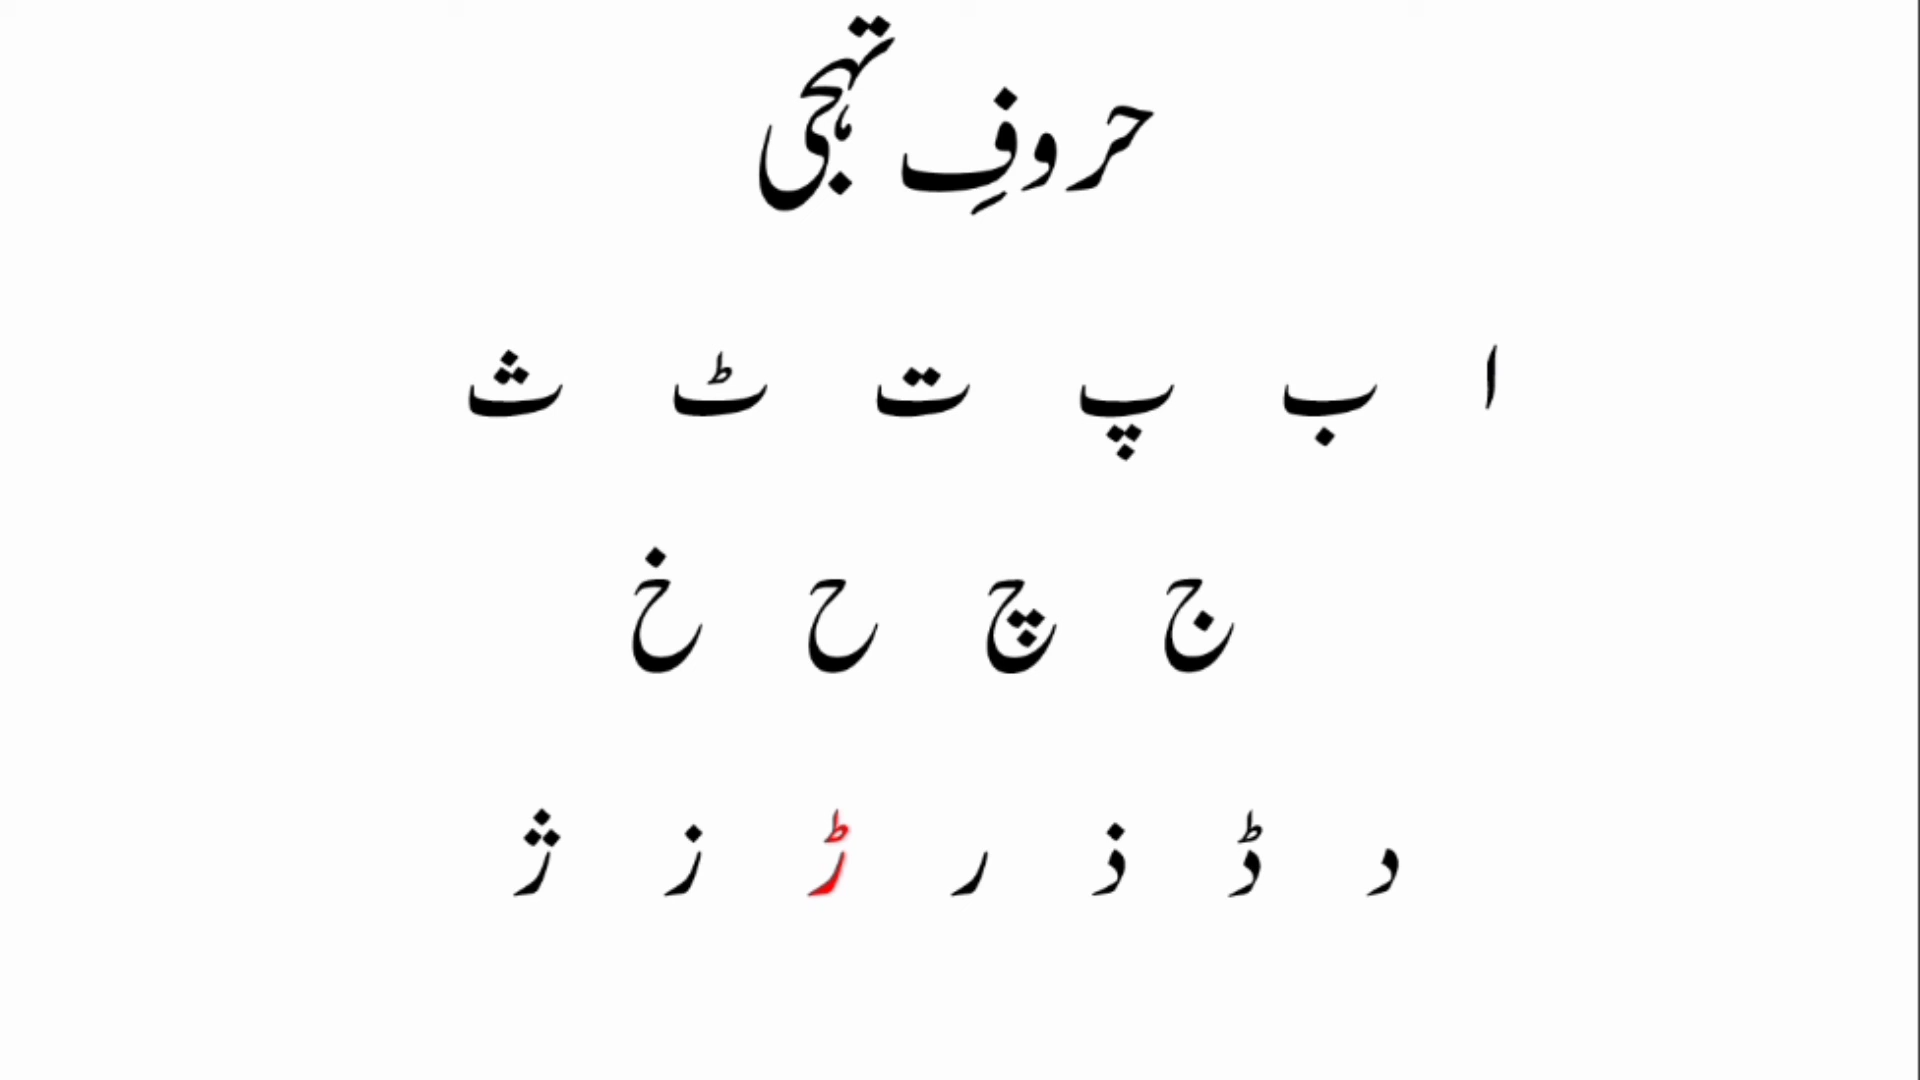 حروفِ تہجی
ا ب پ ت ٹ ث
ج چ ح خ
د ڈ ذ ر ڑ ز ژ